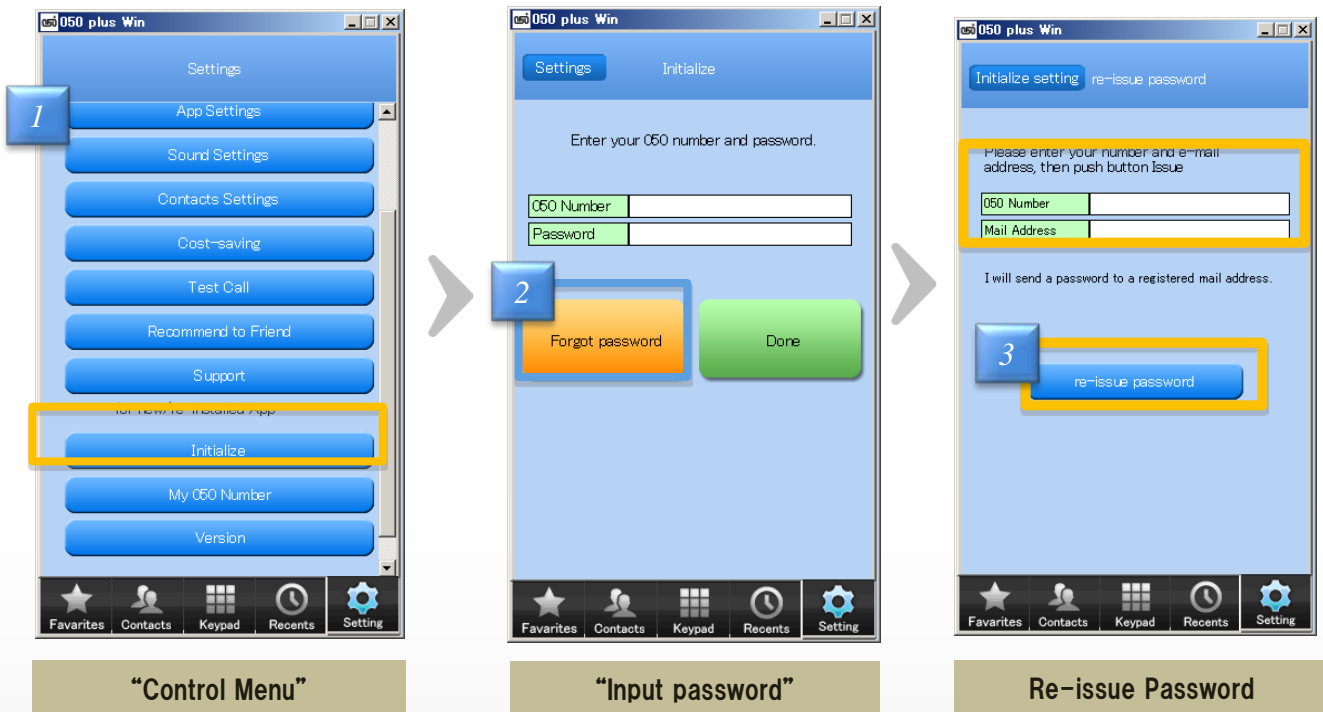 050 plus Win
Settings
1
App Settings
Sound Settings
Contacts Settings
Cost-saving
Test Call
Recommend to Friend
Support
for new/re-installed App
Initialize
My 050 Number
Version
Favarites Contacts Keypad Recents Setting
“Control Menu”
050 plus Win
Settings Initialize
Enter your 050 number and password.
050 Number
Password
2
Forgot password Done
Favarites Contacts Keypad Recents Setting
“Input password”
050 plus Win
Initialize setting re-issue password
Please enter your number and e-mail
address, then push button Issue
050 Number
Mail Address
I will send a password to a registered mail address.
3
re-issue password
Favarites Contacts Keypad Recents Setting
Re-issue Password